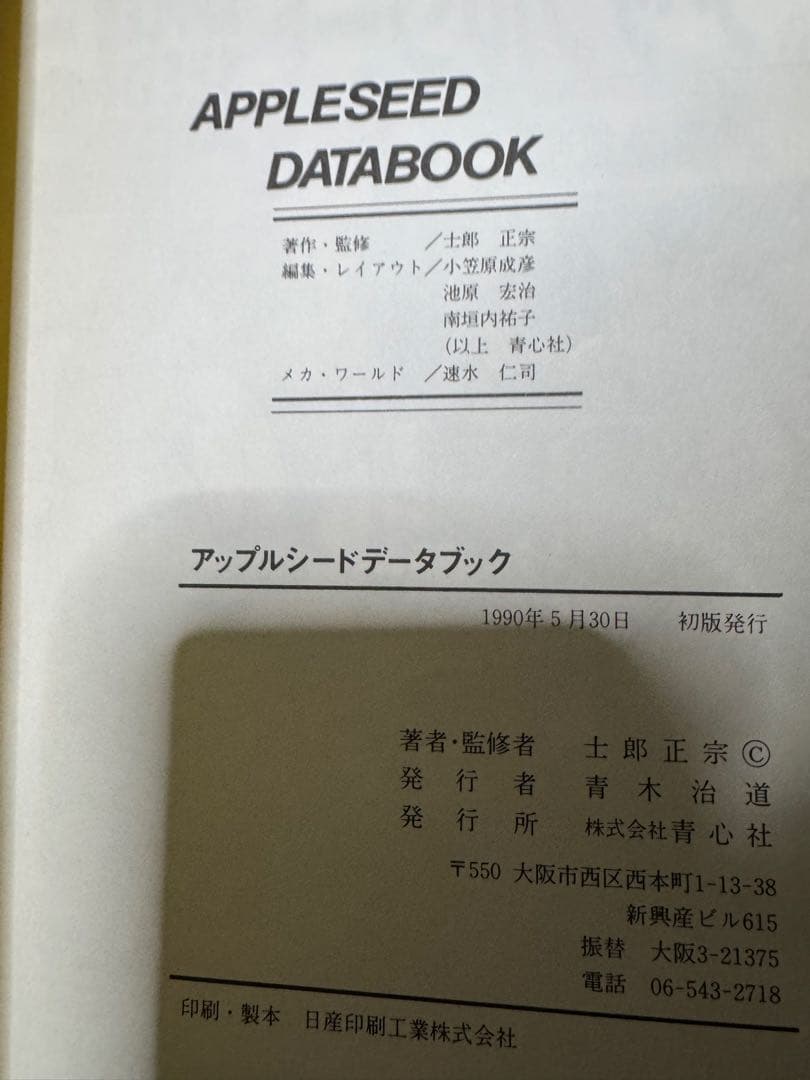 APPLESEED
DATABOOK
著作・監修 ／士郎 正宗
編集・レイアウト／小笠原成彦
池原 宏治
南垣内祐子
(以上 青心社)
メカ・ワールド ／速水 仁司
アップルシードデータブック
1990年5月30日 初版発行
著者・監修者 士郎正宗©
発行者 青木治道
発行所 株式会社青心社
〒550 大阪市西区西本町1-13-38
新興産ビル615
振替 大阪3-21375
電話 06-543-2718
印刷・製本 日産印刷工業株式会社